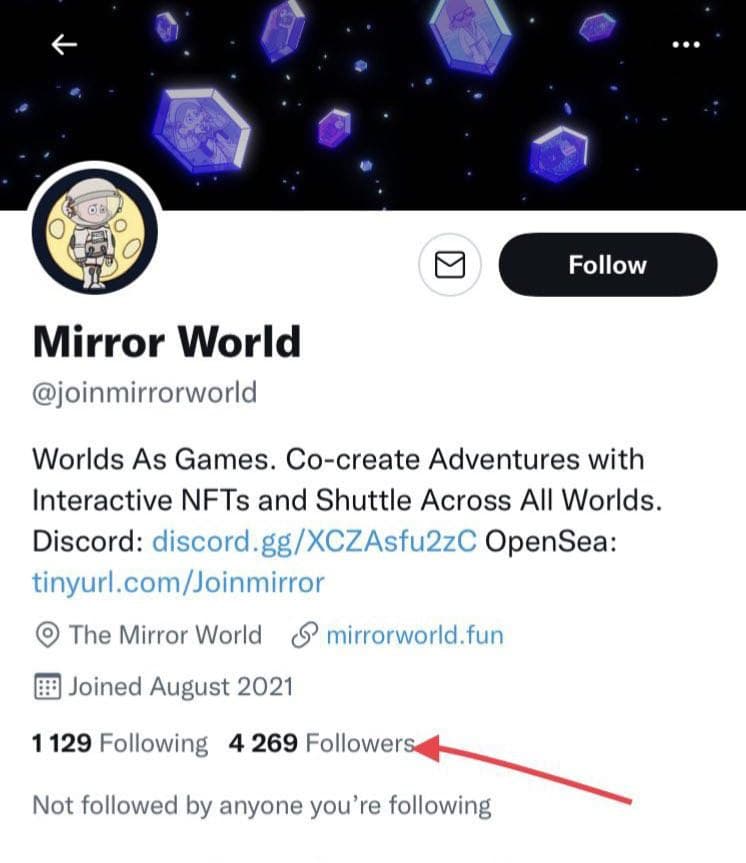 Follow
Mirror World
@joinmirrorworld
Worlds As Games. Co-create Adventures with
Interactive NFTs and Shuttle Across All Worlds.
Discord: discord.gg/XCZAsfu2zC OpenSea:
tinyurl.com/Joinmirror
The Mirror World mirrorworld.fun
Joined August 2021
1 129 Following 4 269 Followers
Not followed by anyone you’re following